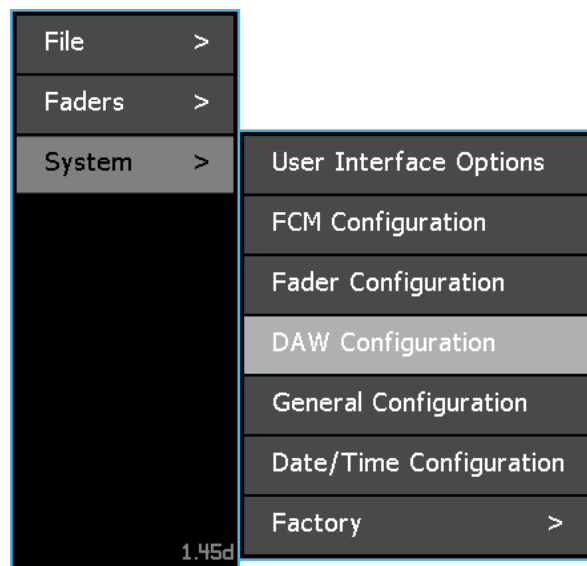 File >
Faders >
System >
User Interface Options
FCM Configuration
Fader Configuration
DAW Configuration
General Configuration
Date/Time Configuration
Factory >
1.45d